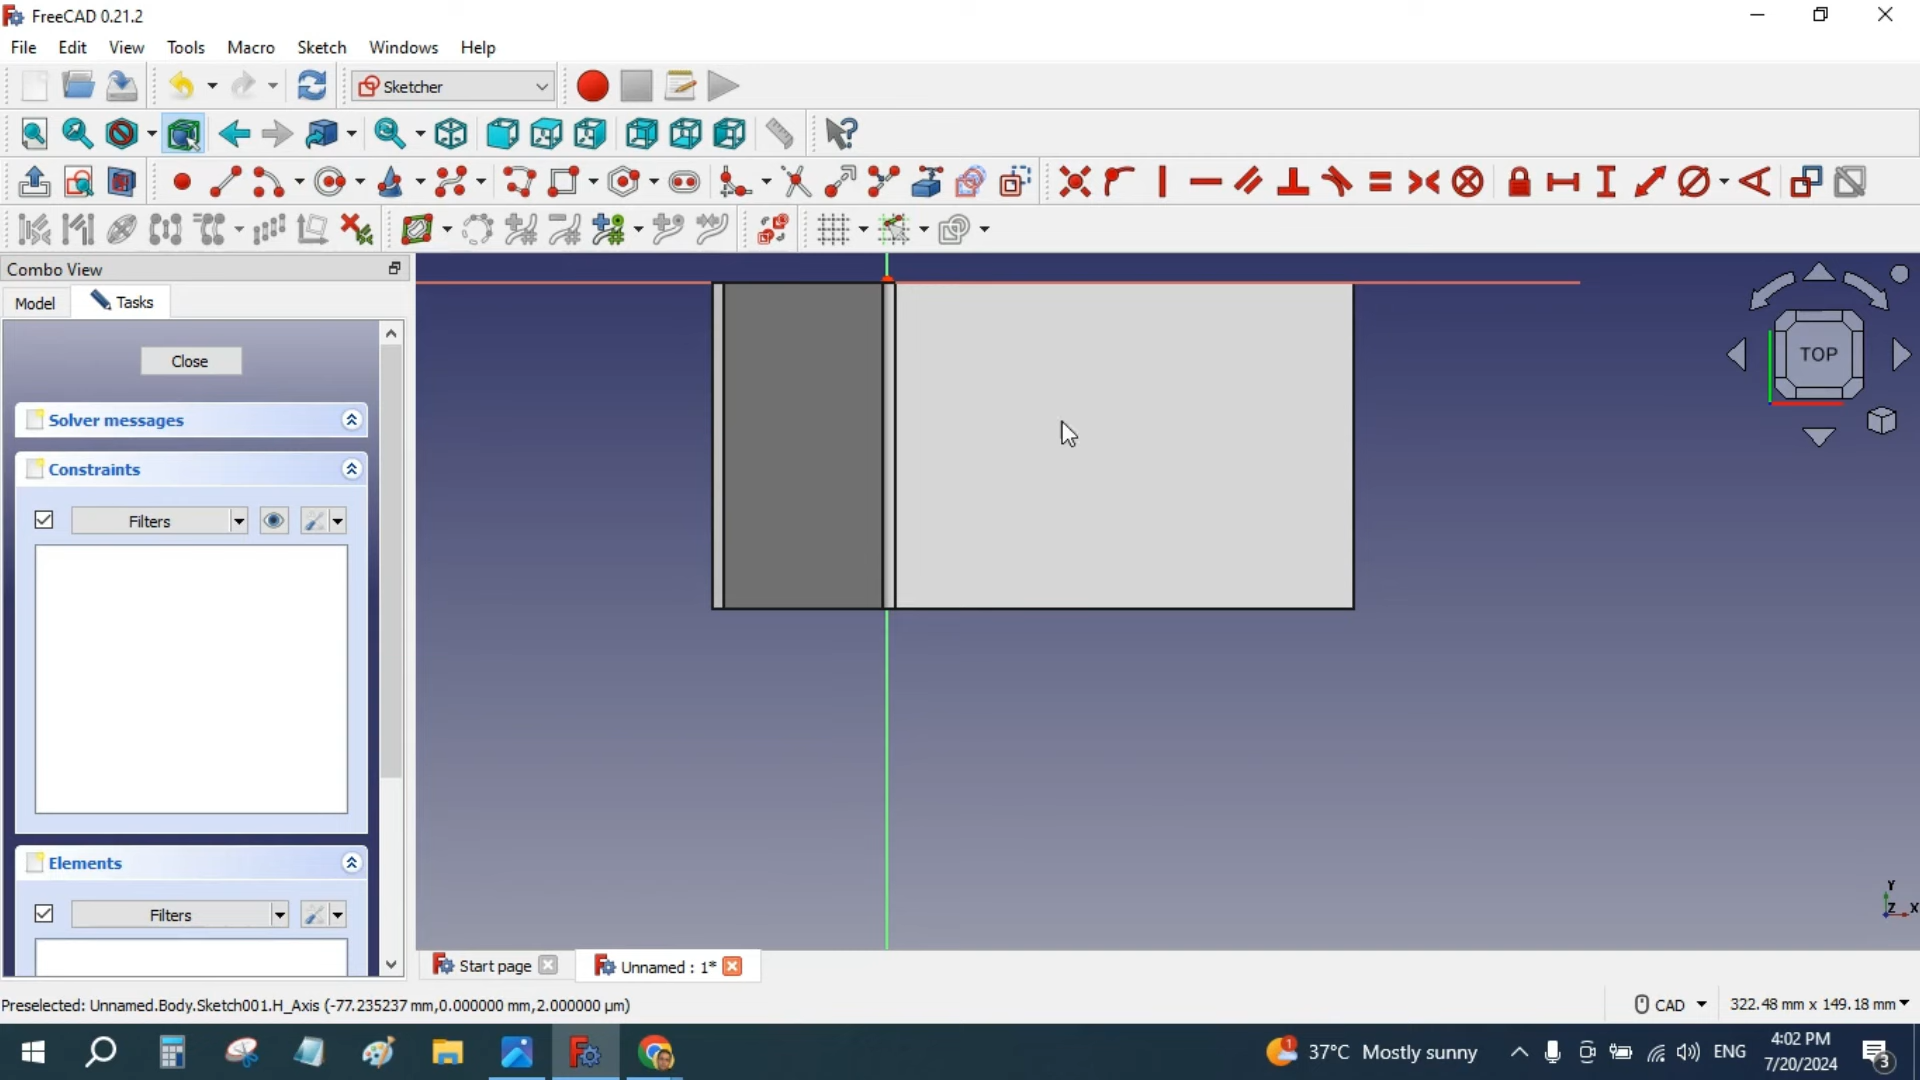 FreeCAD 0.21.2
File Edit View Tools Macro Sketch Windows Help
Sketcher
Combo View
Model Tasks
TOP
Close
Solver messages
Constraints
Filters
Elements
Filters
Y
Z X
Start page Unnamed : 1*
Preselected: Unnamed.Body.Sketch001.H_Axis (-77.235237 mm,0.000000 mm,2.000000 µm) CAD 322.48 mm x 149.18 mm
1 37°C Mostly sunny ENG 4:02 PM
7/20/2024 3